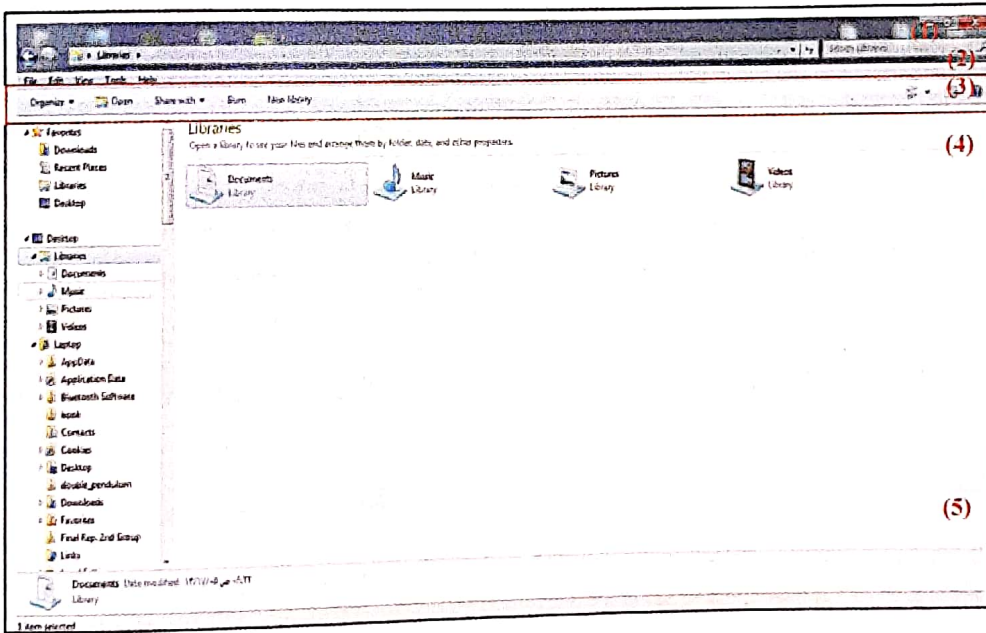 (1)
Libraries
Search Libraries
(2)
File Edit View Tools Help
(3)
Organize Open Share with Burn New library
Libraries
Open a library to see your files and arrange them by folder, date, and other properties.
(4)
Documents
Library
Music
Library
Pictures
Library
Videos
Library
Favorites
Downloads
Recent Places
Libraries
Desktop
Desktop
Libraries
Documents
Music
Pictures
Videos
Laptop
AppData
Application Data
Bluetooth Software
book
Contacts
Cookies
Desktop
double_pendulum
Downloads
Favorites
Final Rep. 2nd Group
Links
(5)
Documents Date modified:
Library
1 item selected